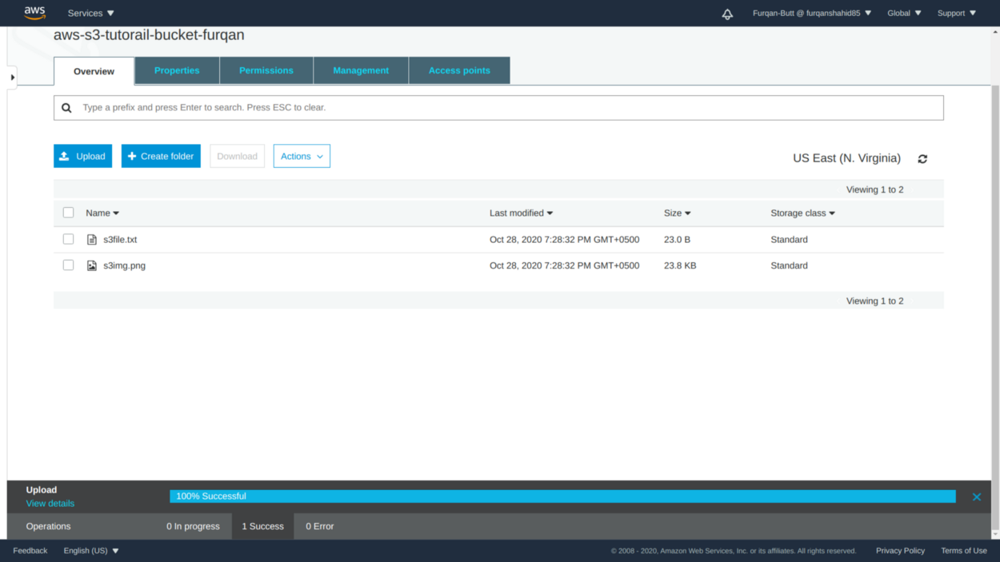 aws Services Furqan-Butt @ furqanshahid85 Global Support
aws-s3-tutorail-bucket-furqan
Overview Properties Permissions Management Access points
Type a prefix and press Enter to search. Press ESC to clear.
Upload Create folder Download Actions US East (N. Virginia)
Viewing 1 to 2
Name Last modified Size Storage class
s3file.txt Oct 28, 2020 7:28:32 PM GMT+0500 23.0 B Standard
s3img.png Oct 28, 2020 7:28:32 PM GMT+0500 23.8 KB Standard
Viewing 1 to 2
Upload 100% Successful
View details
Operations 0 In progress 1 Success 0 Error
Feedback English (US) © 2008 - 2020, Amazon Web Services, Inc. or its affiliates. All rights reserved. Privacy Policy Terms of Use